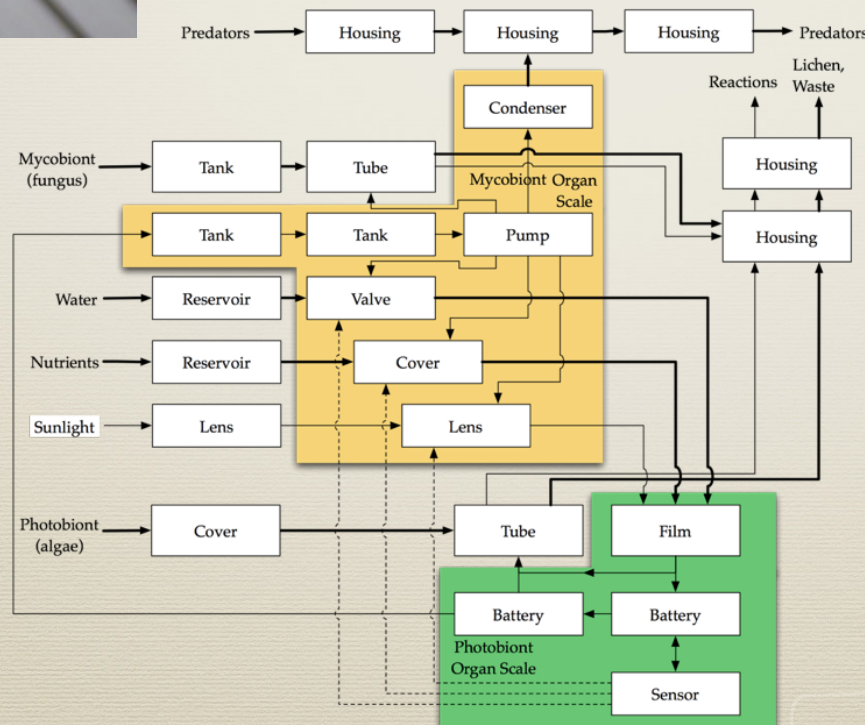 Predators
Housing
Housing
Housing
Predators
Reactions
Lichen,
Waste
Condenser
Mycobiont
(fungus)
Tank
Tube
Housing
Mycobiont Organ
Scale
Tank
Tank
Pump
Housing
Water
Reservoir
Valve
Nutrients
Reservoir
Cover
Sunlight
Lens
Lens
Photobiont
(algae)
Cover
Tube
Film
Battery
Battery
Photobiont
Organ Scale
Sensor